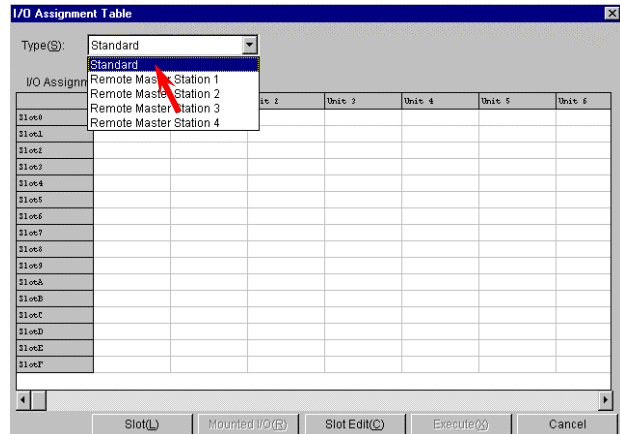 I/O Assignment Table
Type(S): Standard
Standard
Remote Master Station 1
Remote Master Station 2
Remote Master Station 3
Remote Master Station 4
I/O Assignm
it 2 Unit 3 Unit 4 Unit 5 Unit 6
Slot0
Slot1
Slot2
Slot3
Slot4
Slot5
Slot6
Slot7
Slot8
Slot9
SlotA
SlotB
SlotC
SlotD
SlotE
SlotF
Slot(L) Mounted I/O(R) Slot Edit(C) Execute(X) Cancel